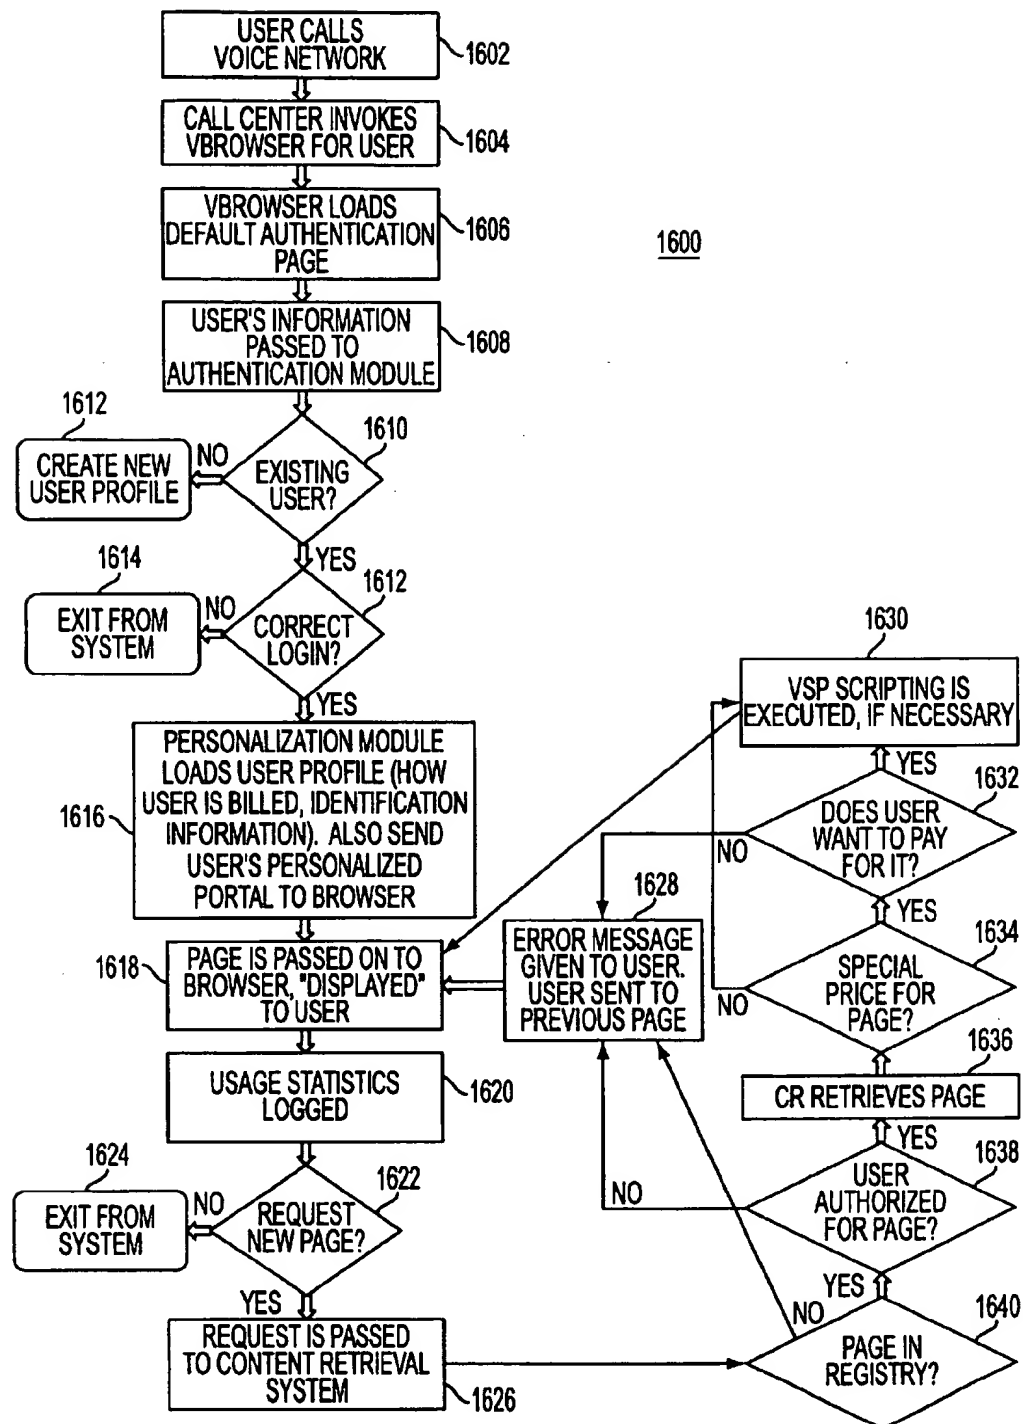 USER CALLS
VOICE NETWORK
1602
CALL CENTER INVOKES
VBROWSER FOR USER
1604
VBROWSER LOADS
DEFAULT AUTHENTICATION
PAGE
1606
1600
USER'S INFORMATION
PASSED TO
AUTHENTICATION MODULE
1608
1612
CREATE NEW
USER PROFILE
NO
1610
EXISTING
USER?
YES
1614
EXIT FROM
SYSTEM
NO
1612
CORRECT
LOGIN?
YES
1616
PERSONALIZATION MODULE
LOADS USER PROFILE (HOW
USER IS BILLED, IDENTIFICATION
INFORMATION). ALSO SEND
USER'S PERSONALIZED
PORTAL TO BROWSER
1618
PAGE IS PASSED ON TO
BROWSER, "DISPLAYED"
TO USER
USAGE STATISTICS
LOGGED
1620
1624
EXIT FROM
SYSTEM
NO
1622
REQUEST
NEW PAGE?
YES
REQUEST IS PASSED
TO CONTENT RETRIEVAL
SYSTEM
1626
1628
ERROR MESSAGE
GIVEN TO USER.
USER SENT TO
PREVIOUS PAGE
1630
VSP SCRIPTING IS
EXECUTED, IF NECESSARY
YES
1632
DOES USER
WANT TO PAY
FOR IT?
NO
YES
1634
SPECIAL
PRICE FOR
PAGE?
NO
1636
CR RETRIEVES PAGE
YES
1638
USER
AUTHORIZED
FOR PAGE?
NO
YES
NO
1640
PAGE IN
REGISTRY?